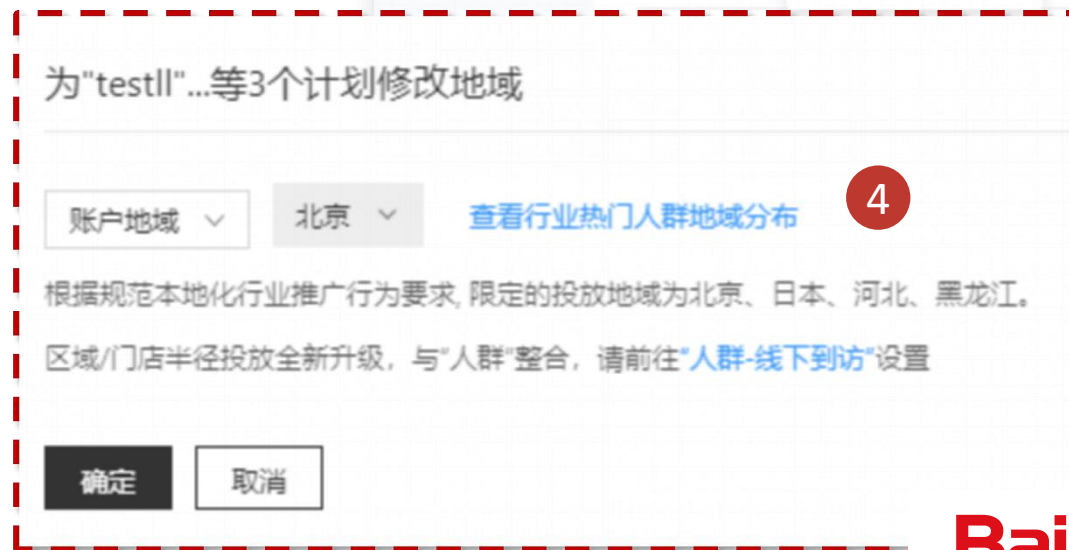 为"testll"...等3个计划修改地域
账户地域 北京 查看行业热门人群地域分布 4
根据规范本地化行业推广行为要求, 限定的投放地域为北京、日本、河北、黑龙江。
区域/门店半径投放全新升级，与"人群"整合，请前往"人群-线下到访"设置
确定 取消
Bai